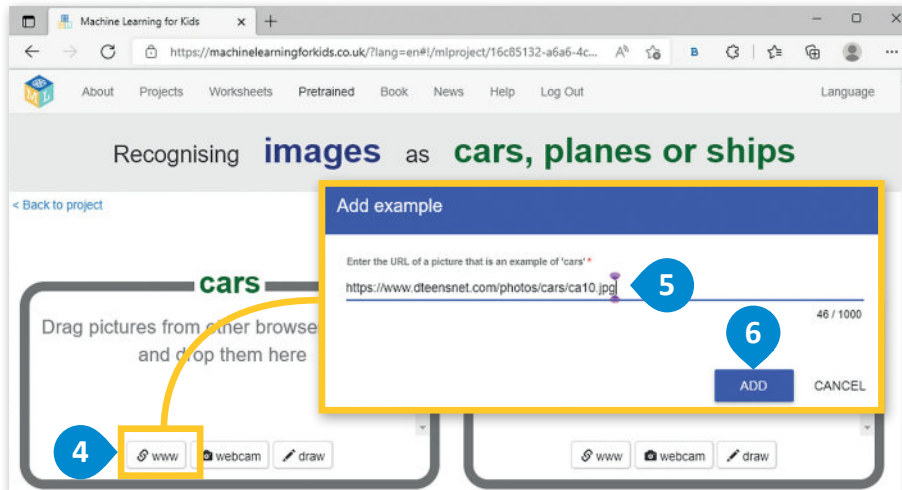 Machine Learning for Kids
https://machinelearningforkids.co.uk/?lang=en#!/mlproject/16c85132-a6a6-4c...
ML
About Projects Worksheets Pretrained Book News Help Log Out Language
Recognising images as cars, planes or ships
< Back to project
Add example
Enter the URL of a picture that is an example of 'cars' *
https://www.dteensnet.com/photos/cars/ca10.jpg
5
46 / 1000
6
ADD
CANCEL
cars
Drag pictures from other browse
and drop them here
4
www
webcam
draw
www
webcam
draw